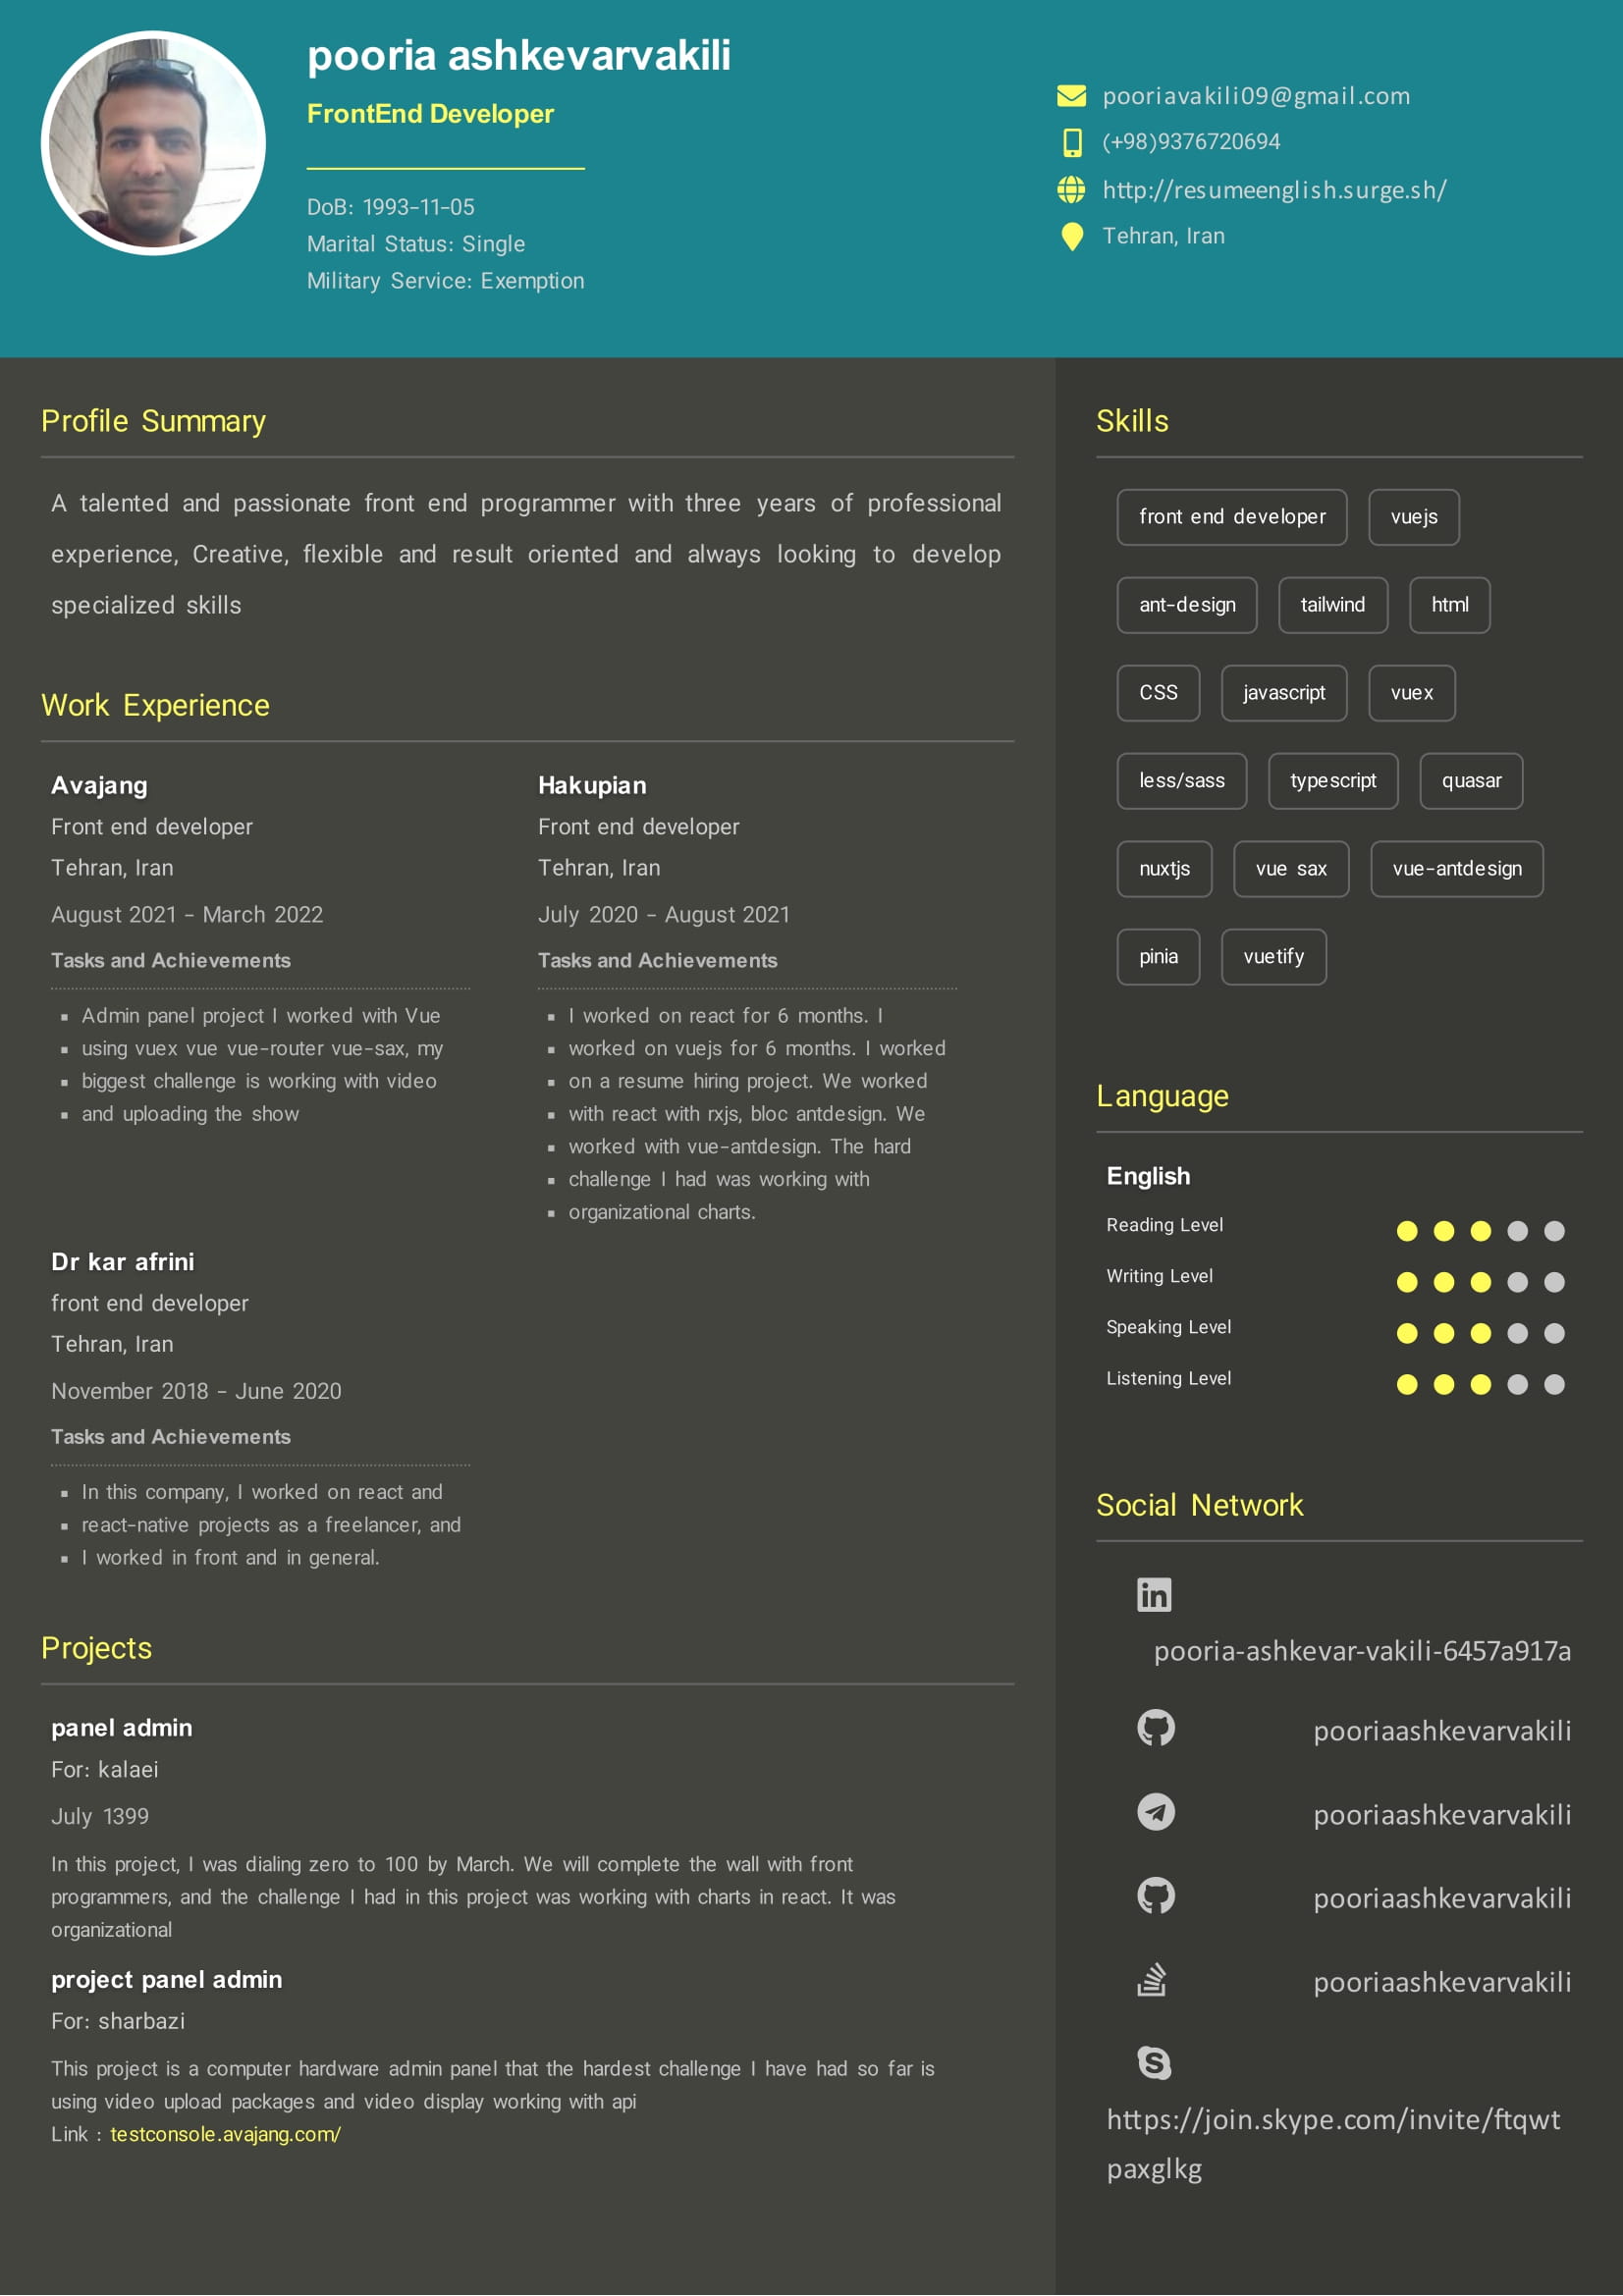 pooria ashkevarvakili
FrontEnd Developer
DoB: 1993-11-05
Marital Status: Single
Military Service: Exemption
pooriavakili09@gmail.com
(+98)9376720694
http://resumeenglish.surge.sh/
Tehran, Iran
Profile Summary
A talented and passionate front end programmer with three years of professional
experience, Creative, flexible and result oriented and always looking to develop
specialized skills
Work Experience
Avajang
Front end developer
Tehran, Iran
August 2021 - March 2022
Tasks and Achievements
▪ Admin panel project I worked with Vue
▪ using vuex vue vue-router vue-sax, my
▪ biggest challenge is working with video
▪ and uploading the show
Hakupian
Front end developer
Tehran, Iran
July 2020 - August 2021
Tasks and Achievements
▪ I worked on react for 6 months. I
▪ worked on vuejs for 6 months. I worked
▪ on a resume hiring project. We worked
▪ with react with rxjs, bloc antdesign. We
▪ worked with vue-antdesign. The hard
▪ challenge I had was working with
▪ organizational charts.
Dr kar afrini
front end developer
Tehran, Iran
November 2018 - June 2020
Tasks and Achievements
▪ In this company, I worked on react and
▪ react-native projects as a freelancer, and
▪ I worked in front and in general.
Projects
panel admin
For: kalaei
July 1399
In this project, I was dialing zero to 100 by March. We will complete the wall with front
programmers, and the challenge I had in this project was working with charts in react. It was
organizational
project panel admin
For: sharbazi
This project is a computer hardware admin panel that the hardest challenge I have had so far is
using video upload packages and video display working with api
Link : testconsole.avajang.com/
Skills
front end developer vuejs
ant-design tailwind html
CSS javascript vuex
less/sass typescript quasar
nuxtjs vue sax vue-antdesign
pinia vuetify
Language
English
Reading Level
Writing Level
Speaking Level
Listening Level
Social Network
pooria-ashkevar-vakili-6457a917a
pooriaashkevarvakili
pooriaashkevarvakili
pooriaashkevarvakili
pooriaashkevarvakili
https://join.skype.com/invite/ftqwt
paxglkg